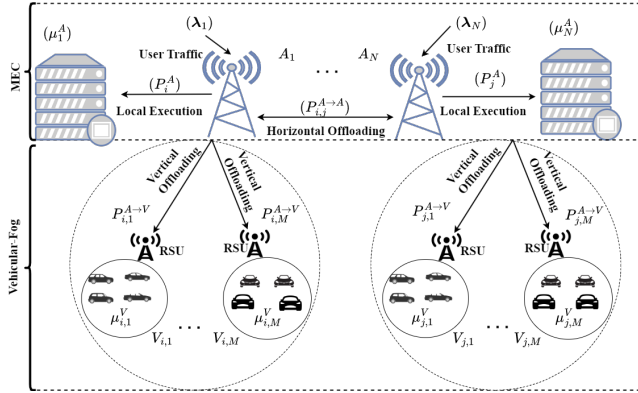 (μ_1^A)
(λ_1)
(λ_N)
(μ_N^A)
User Traffic
A_1 ... A_N
User Traffic
MEC
(P_i^A)
(P_j^A)
Local Execution
(P_{i,j}^{A→A})
Local Execution
Horizontal Offloading
Vertical Offloading
Vertical Offloading
Vertical Offloading
Vertical Offloading
Vehicular-Fog
P_{i,1}^{A→V}
P_{i,M}^{A→V}
P_{j,1}^{A→V}
P_{j,M}^{A→V}
RSU
RSU
RSU
RSU
μ_{i,1}^V
μ_{i,M}^V
μ_{j,1}^V
μ_{j,M}^V
V_{i,1} ... V_{i,M}
V_{j,1} ... V_{j,M}